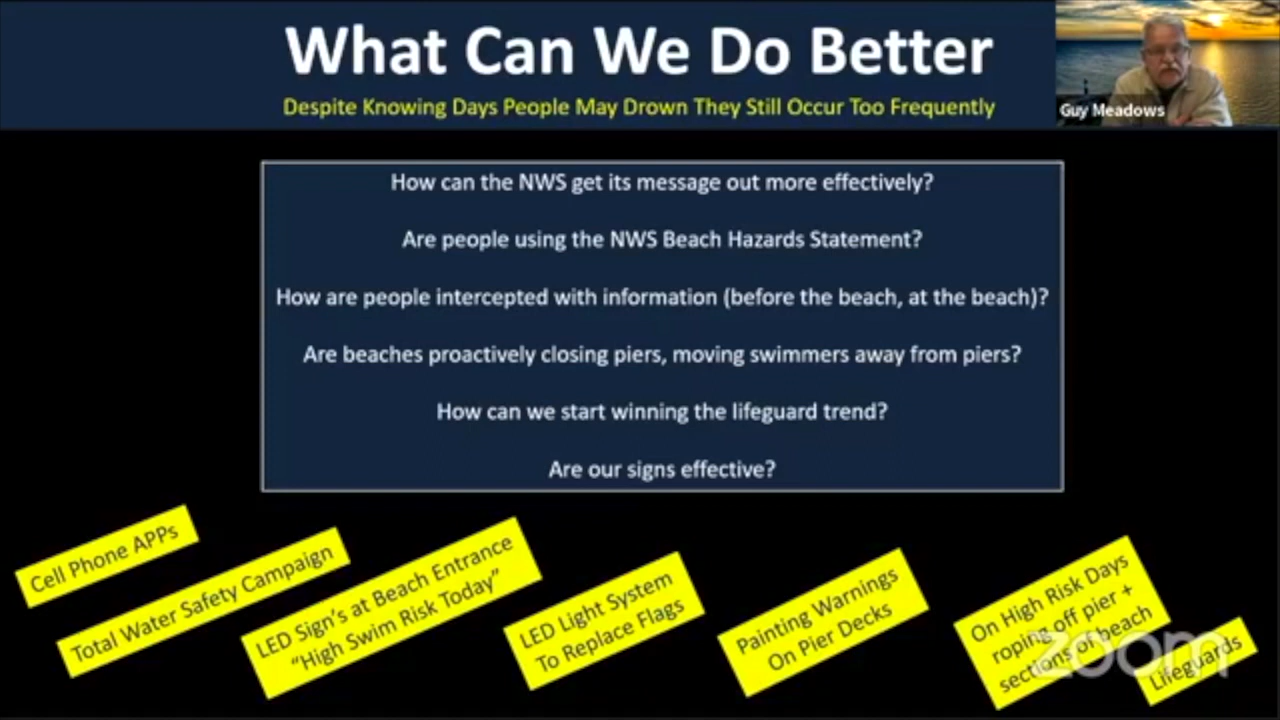 What Can We Do Better
Despite Knowing Days People May Drown They Still Occur Too Frequently
Guy Meadows
How can the NWS get its message out more effectively?
Are people using the NWS Beach Hazards Statement?
How are people intercepted with information (before the beach, at the beach)?
Are beaches proactively closing piers, moving swimmers away from piers?
How can we start winning the lifeguard trend?
Are our signs effective?
Cell Phone APPs
Total Water Safety Campaign
LED Sign's at Beach Entrance
"High Swim Risk Today"
LED Light System
To Replace Flags
Painting Warnings
On Pier Decks
On High Risk Days
roping off pier +
sections of beach
Lifeguards
zoom